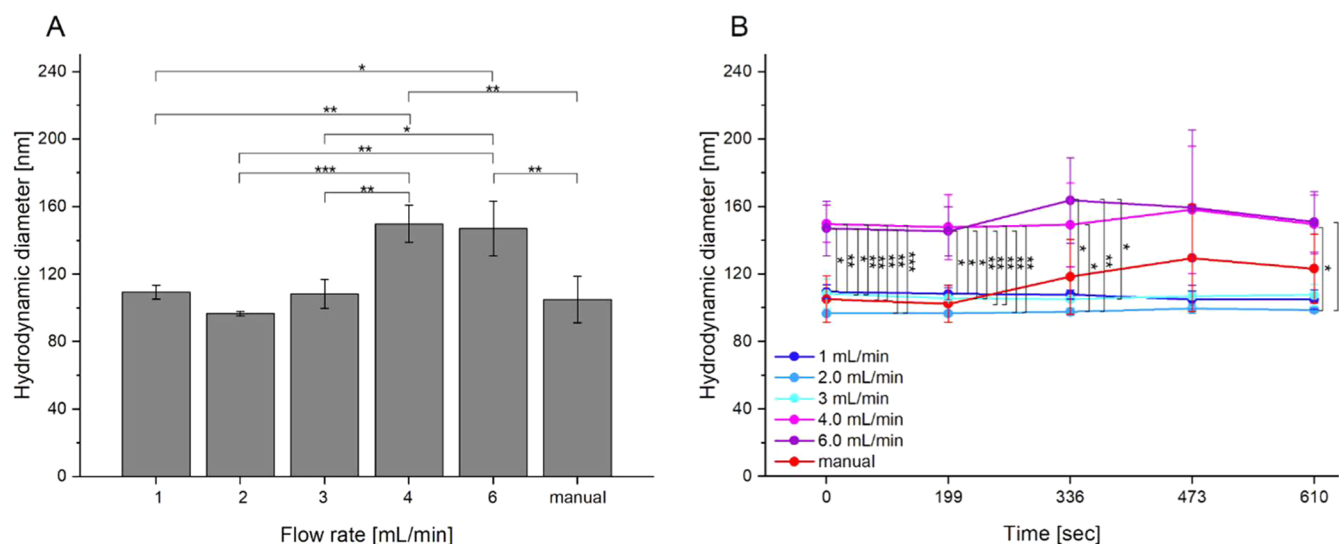 A
Hydrodynamic diameter [nm]
240
200
160
120
80
40
0
*
**
**
*
**
***
**
**
1
2
3
4
6
manual
Flow rate [mL/min]
B
Hydrodynamic diameter [nm]
240
200
160
120
80
40
0
1 mL/min
2.0 mL/min
3 mL/min
4.0 mL/min
6.0 mL/min
manual
0
199
336
473
610
Time [sec]